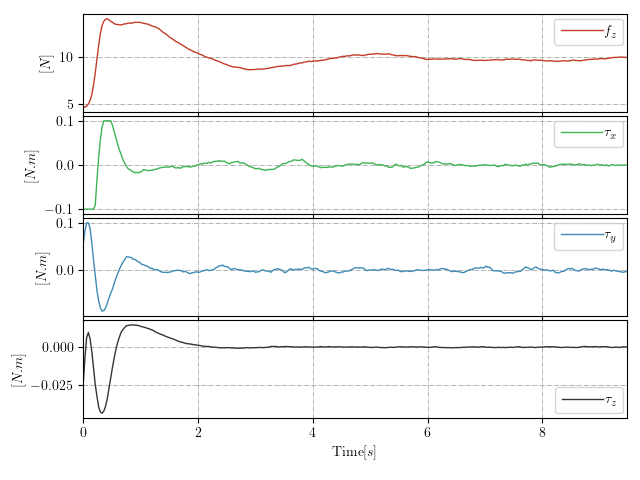 [N]
10
5
f_z
[N.m]
0.1
0.0
−0.1
τ_x
[N.m]
0.1
0.0
τ_y
[N.m]
0.000
−0.025
τ_z
0 2 4 6 8
Time[s]